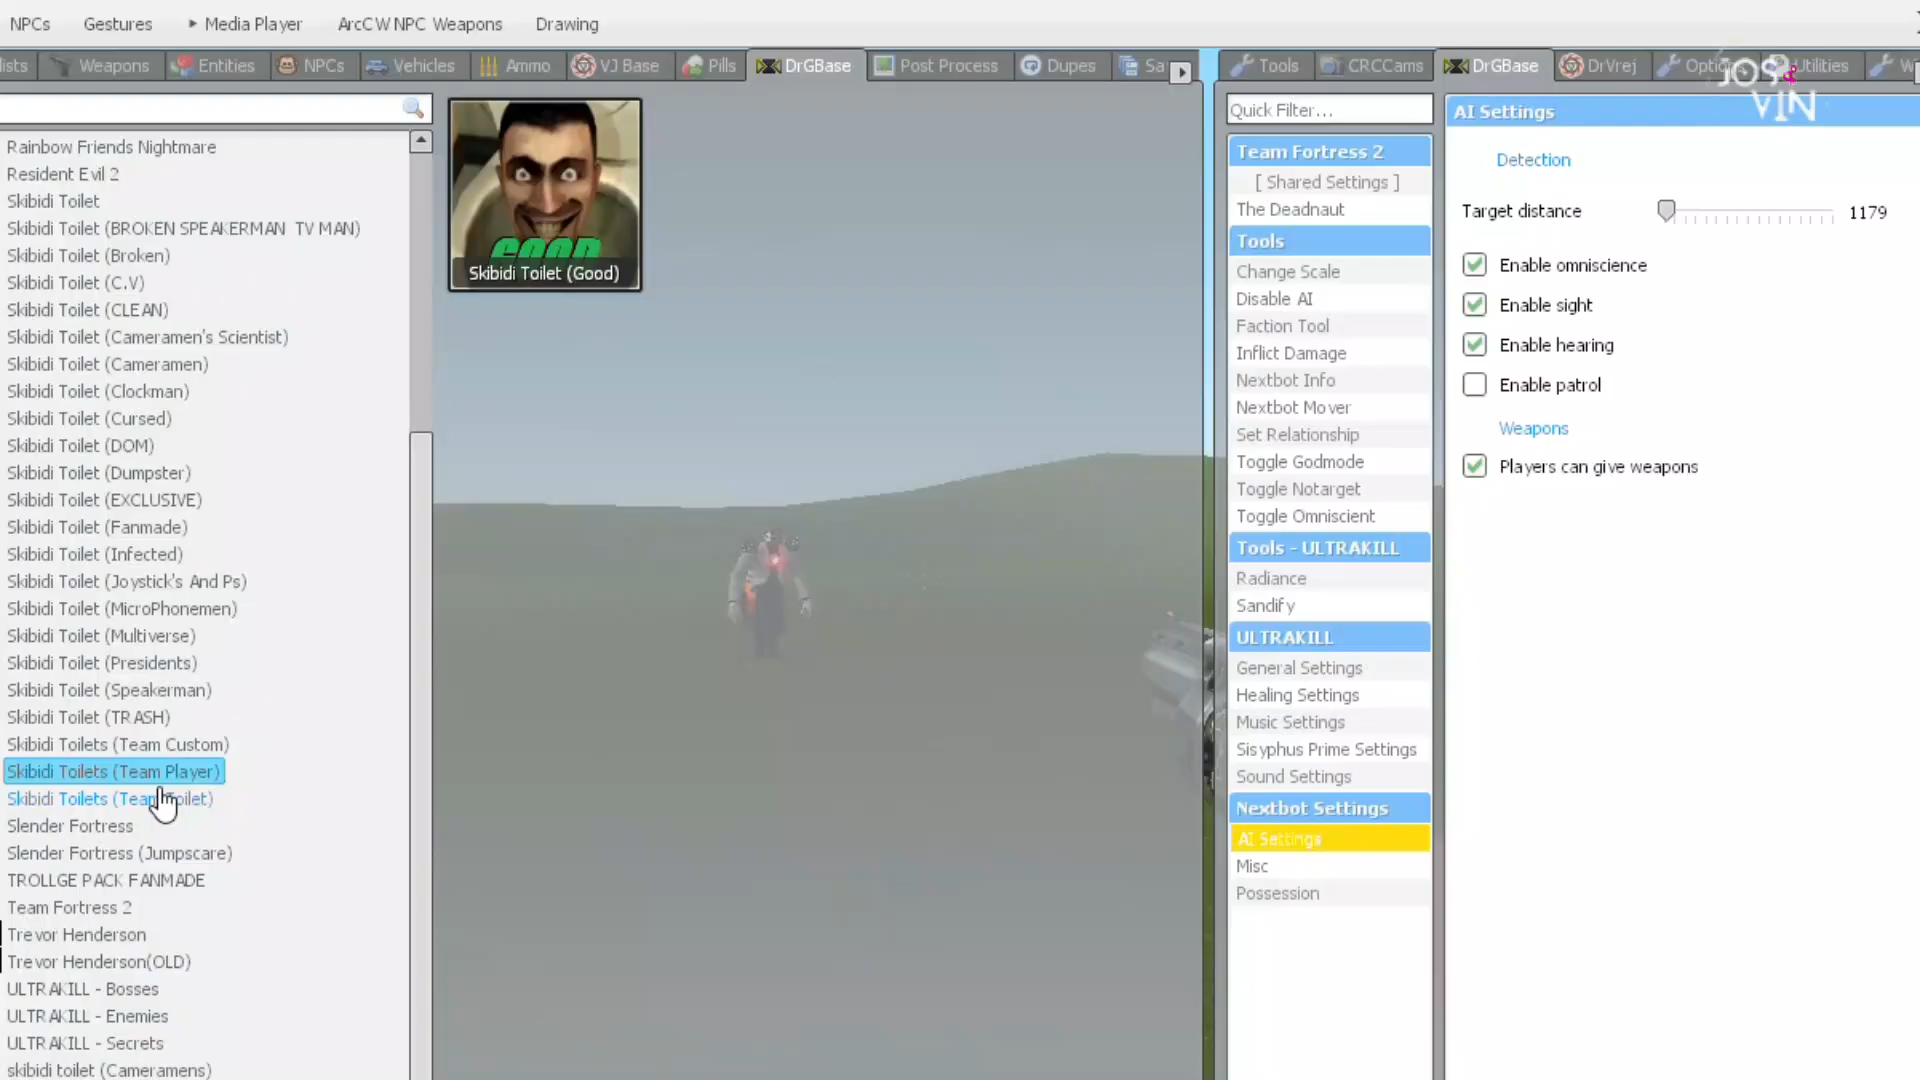 NPCs Gestures Media Player ArcCW NPC Weapons Drawing
lists Weapons Entities NPCs Vehicles Ammo VJ Base Pills DrGBase Post Process Dupes Sa
Rainbow Friends Nightmare
Resident Evil 2
Skibidi Toilet
Skibidi Toilet (BROKEN SPEAKERMAN TV MAN)
Skibidi Toilet (Broken)
Skibidi Toilet (C.V)
Skibidi Toilet (CLEAN)
Skibidi Toilet (Cameramen's Scientist)
Skibidi Toilet (Cameramen)
Skibidi Toilet (Clockman)
Skibidi Toilet (Cursed)
Skibidi Toilet (DOM)
Skibidi Toilet (Dumpster)
Skibidi Toilet (EXCLUSIVE)
Skibidi Toilet (Fanmade)
Skibidi Toilet (Infected)
Skibidi Toilet (Joystick's And Ps)
Skibidi Toilet (MicroPhonemen)
Skibidi Toilet (Multiverse)
Skibidi Toilet (Presidents)
Skibidi Toilet (Speakerman)
Skibidi Toilet (TRASH)
Skibidi Toilets (Team Custom)
Skibidi Toilets (Team Player)
Skibidi Toilets (Team Toilet)
Slender Fortress
Slender Fortress (Jumpscare)
TROLLGE PACK FANMADE
Team Fortress 2
Trevor Henderson
Trevor Henderson(OLD)
ULTRAKILL - Bosses
ULTRAKILL - Enemies
ULTRAKILL - Secrets
skibidi toilet (Cameramens)
GOOD
Skibidi Toilet (Good)
Tools CRCCams DrGBase DrVrej Options Utilities W
Quick Filter...
Team Fortress 2
[ Shared Settings ]
The Deadnaut
Tools
Change Scale
Disable AI
Faction Tool
Inflict Damage
Nextbot Info
Nextbot Mover
Set Relationship
Toggle Godmode
Toggle Notarget
Toggle Omniscient
Tools - ULTRAKILL
Radiance
Sandify
ULTRAKILL
General Settings
Healing Settings
Music Settings
Sisyphus Prime Settings
Sound Settings
Nextbot Settings
AI Settings
Misc
Possession
AI Settings
Detection
Target distance 1179
Enable omniscience
Enable sight
Enable hearing
Enable patrol
Weapons
Players can give weapons
JOS
VIN